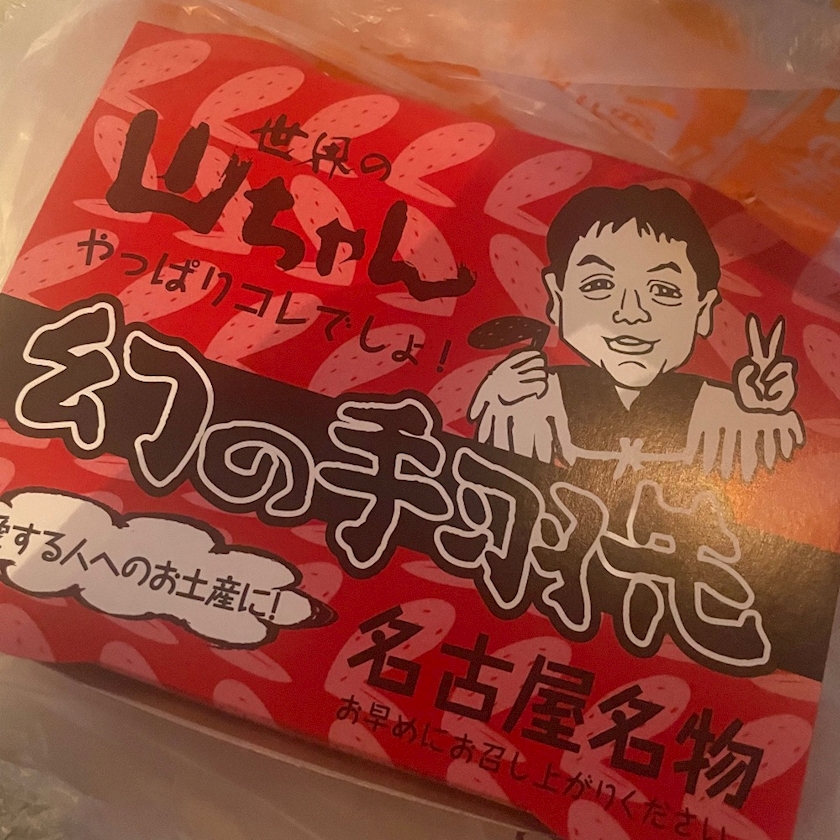 世界の
山ちゃん
やっぱりコレでしょ!
幻の手羽先
愛する人へのお土産に!
名古屋名物
お早めにお召し上がりください